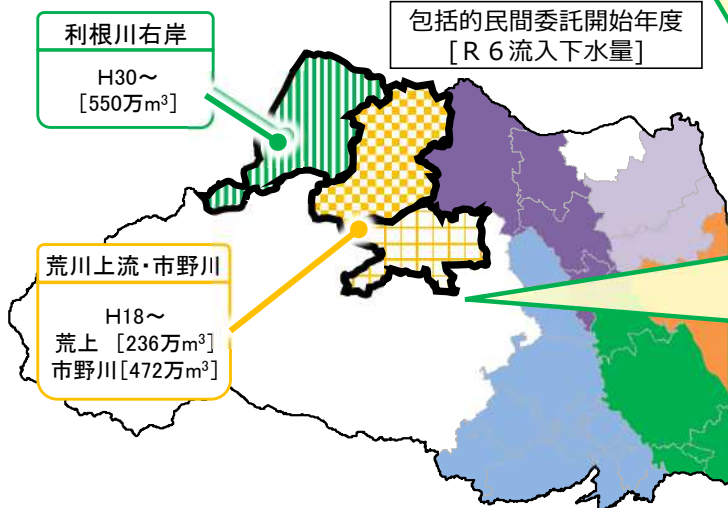 包括的民間委託開始年度
[Ｒ６流入下水量]
利根川右岸
H30～
[550万m³]
荒川上流・市野川
H18～
荒上 [236万m³]
市野川[472万m³]